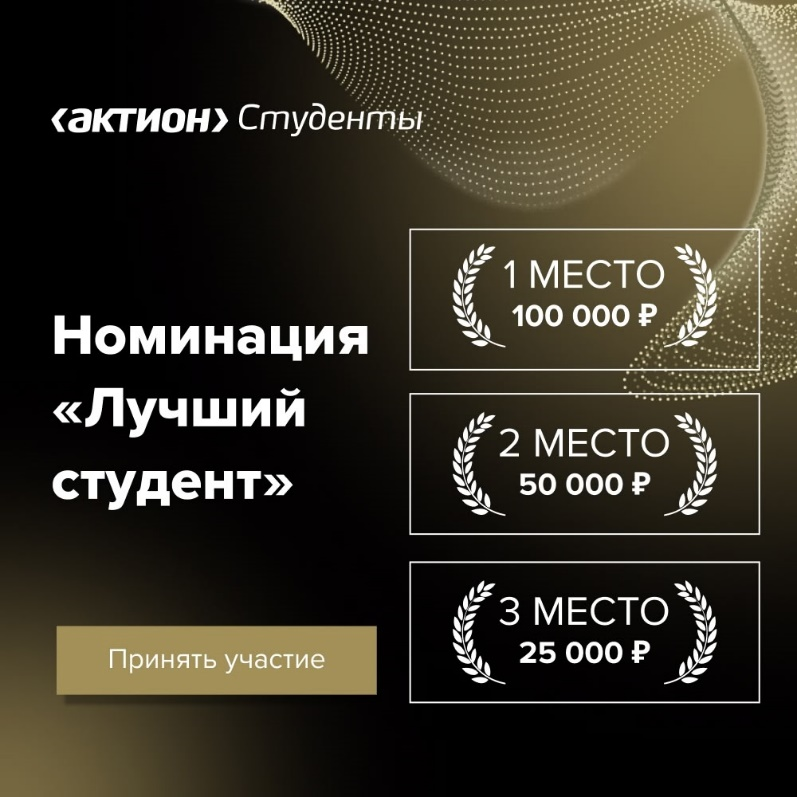 ‹актион› Студенты
Номинация
«Лучший
студент»
Принять участие
1 МЕСТО
100 000 ₽
2 МЕСТО
50 000 ₽
3 МЕСТО
25 000 ₽